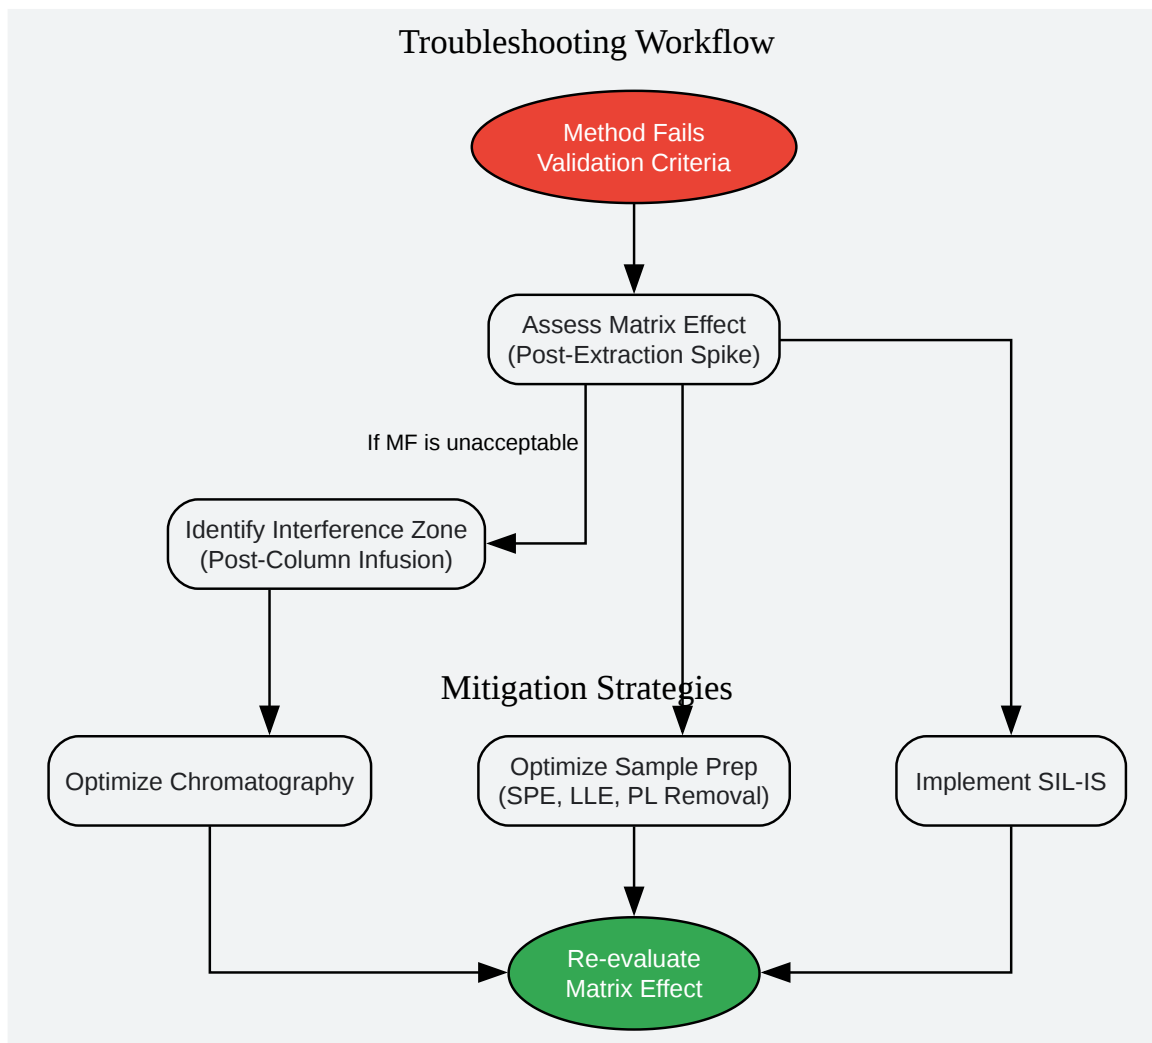 Troubleshooting Workflow
Method Fails
Validation Criteria
Assess Matrix Effect
(Post-Extraction Spike)
If MF is unacceptable
Identify Interference Zone
(Post-Column Infusion)
Mitigation Strategies
Optimize Chromatography
Optimize Sample Prep
(SPE, LLE, PL Removal)
Implement SIL-IS
Re-evaluate
Matrix Effect